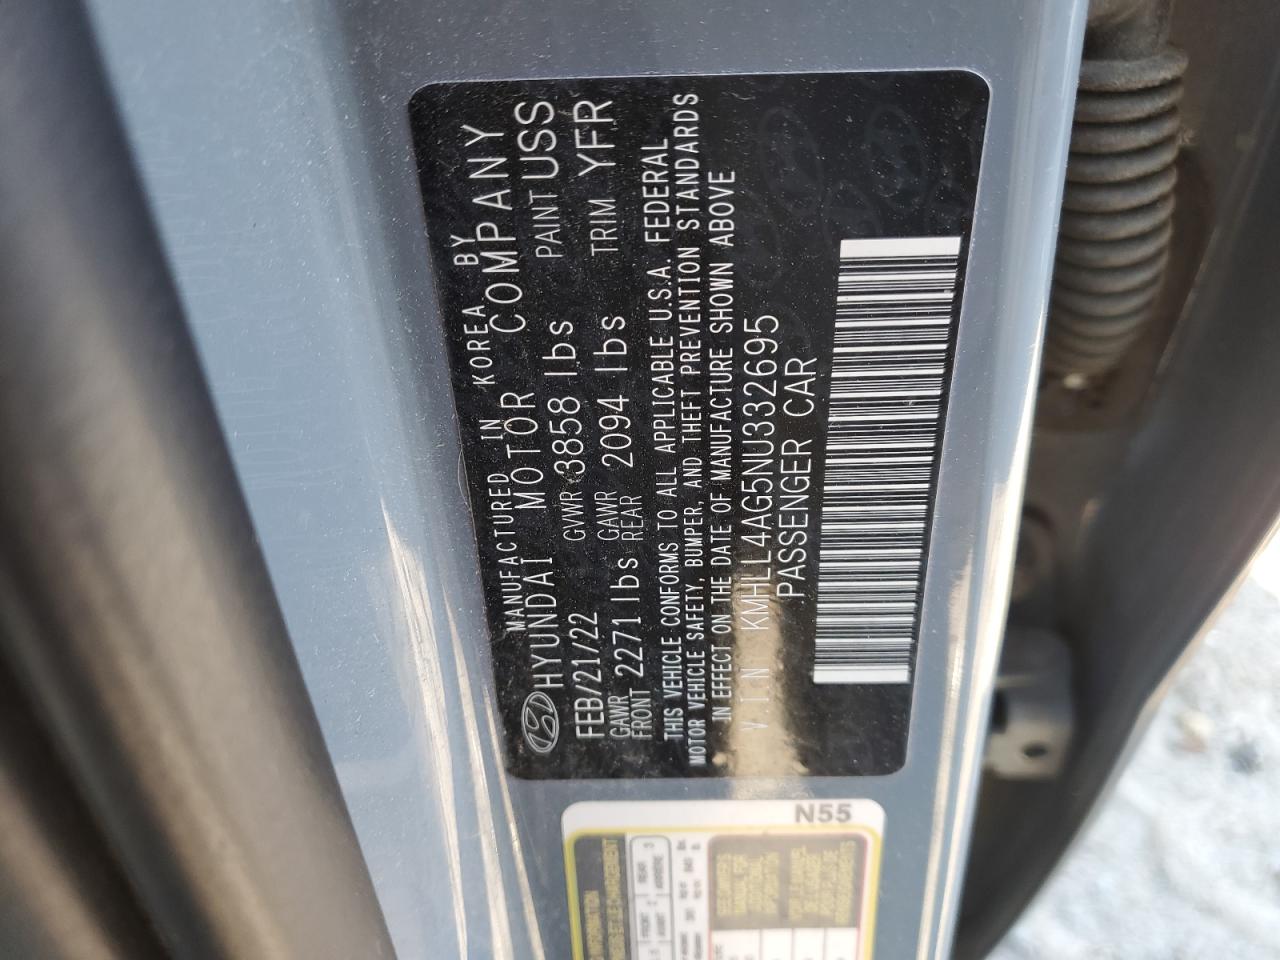 MANUFACTURED IN KOREA BY
HYUNDAI MOTOR COMPANY
FEB/21/22 GVWR 3858 lbs PAINT USS
GAWR FRONT 2271 lbs GAWR REAR 2094 lbs TRIM YFR
THIS VEHICLE CONFORMS TO ALL APPLICABLE U.S.A. FEDERAL
MOTOR VEHICLE SAFETY, BUMPER, AND THEFT PREVENTION STANDARDS
IN EFFECT ON THE DATE OF MANUFACTURE SHOWN ABOVE
V.I.N KMHLL4AG5NU332695
PASSENGER CAR
N55